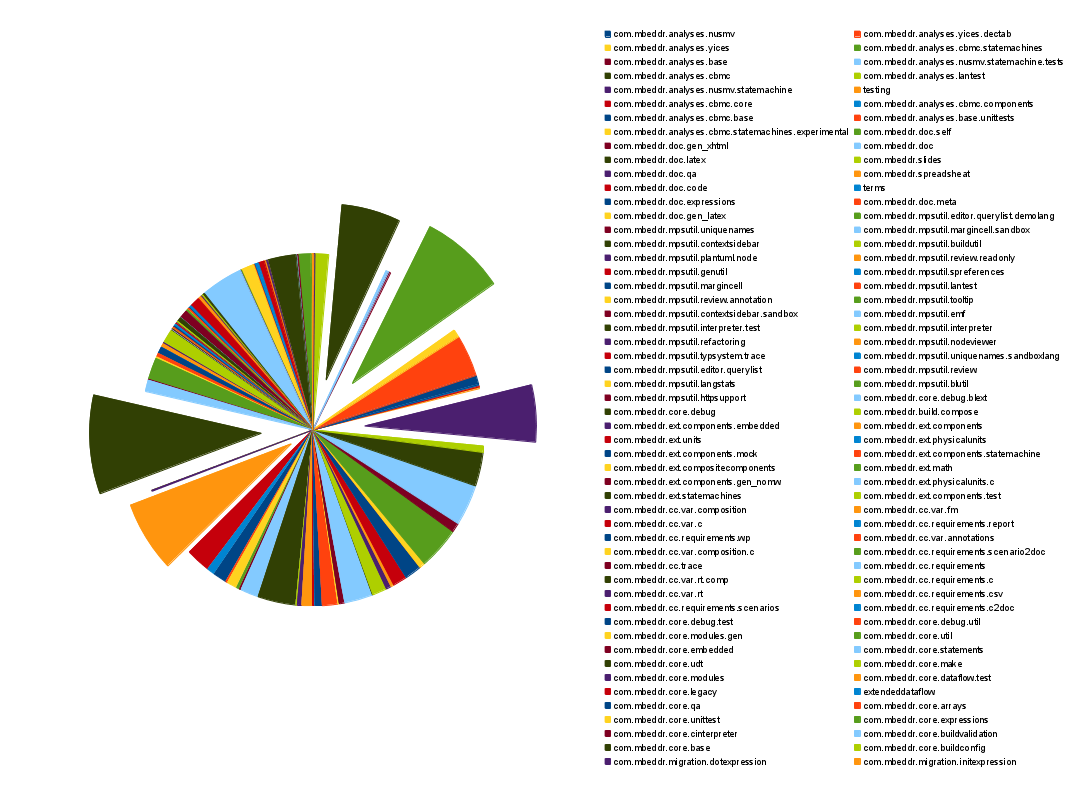 com.mbeddr.analyses.nusmv com.mbeddr.analyses.yices.dectab
com.mbeddr.analyses.yices com.mbeddr.analyses.cbmc.statemachines
com.mbeddr.analyses.base com.mbeddr.analyses.nusmv.statemachine.tests
com.mbeddr.analyses.cbmc com.mbeddr.analyses.lantest
com.mbeddr.analyses.nusmv.statemachine testing
com.mbeddr.analyses.cbmc.core com.mbeddr.analyses.cbmc.components
com.mbeddr.analyses.cbmc.base com.mbeddr.analyses.base.unittests
com.mbeddr.analyses.cbmc.statemachines.experimental com.mbeddr.doc.self
com.mbeddr.doc.gen_xhtml com.mbeddr.doc
com.mbeddr.doc.latex com.mbeddr.slides
com.mbeddr.doc.qa com.mbeddr.spreadsheat
com.mbeddr.doc.code terms
com.mbeddr.doc.expressions com.mbeddr.doc.meta
com.mbeddr.doc.gen_latex com.mbeddr.mpsutil.editor.querylist.demolang
com.mbeddr.mpsutil.uniquenames com.mbeddr.mpsutil.margincell.sandbox
com.mbeddr.mpsutil.contextsidebar com.mbeddr.mpsutil.buildutil
com.mbeddr.mpsutil.plantuml.node com.mbeddr.mpsutil.review.readonly
com.mbeddr.mpsutil.genutil com.mbeddr.mpsutil.spreferences
com.mbeddr.mpsutil.margincell com.mbeddr.mpsutil.lantest
com.mbeddr.mpsutil.review.annotation com.mbeddr.mpsutil.tooltip
com.mbeddr.mpsutil.contextsidebar.sandbox com.mbeddr.mpsutil.emf
com.mbeddr.mpsutil.interpreter.test com.mbeddr.mpsutil.interpreter
com.mbeddr.mpsutil.refactoring com.mbeddr.mpsutil.nodeviewer
com.mbeddr.mpsutil.typsystem.trace com.mbeddr.mpsutil.uniquenames.sandboxlang
com.mbeddr.mpsutil.editor.querylist com.mbeddr.mpsutil.review
com.mbeddr.mpsutil.langstats com.mbeddr.mpsutil.blutil
com.mbeddr.mpsutil.httpsupport com.mbeddr.core.debug.blext
com.mbeddr.core.debug com.mbeddr.build.compose
com.mbeddr.ext.components.embedded com.mbeddr.ext.components
com.mbeddr.ext.units com.mbeddr.ext.physicalunits
com.mbeddr.ext.components.mock com.mbeddr.ext.components.statemachine
com.mbeddr.ext.compositecomponents com.mbeddr.ext.math
com.mbeddr.ext.components.gen_nomw com.mbeddr.ext.physicalunits.c
com.mbeddr.ext.statemachines com.mbeddr.ext.components.test
com.mbeddr.cc.var.composition com.mbeddr.cc.var.fm
com.mbeddr.cc.var.c com.mbeddr.cc.requirements.report
com.mbeddr.cc.requirements.wp com.mbeddr.cc.var.annotations
com.mbeddr.cc.var.composition.c com.mbeddr.cc.requirements.scenario2doc
com.mbeddr.cc.trace com.mbeddr.cc.requirements
com.mbeddr.cc.var.rt.comp com.mbeddr.cc.requirements.c
com.mbeddr.cc.var.rt com.mbeddr.cc.requirements.csv
com.mbeddr.cc.requirements.scenarios com.mbeddr.cc.requirements.c2doc
com.mbeddr.core.debug.test com.mbeddr.core.debug.util
com.mbeddr.core.modules.gen com.mbeddr.core.util
com.mbeddr.core.embedded com.mbeddr.core.statements
com.mbeddr.core.udt com.mbeddr.core.make
com.mbeddr.core.modules com.mbeddr.core.dataflow.test
com.mbeddr.core.legacy extendeddataflow
com.mbeddr.core.qa com.mbeddr.core.arrays
com.mbeddr.core.unittest com.mbeddr.core.expressions
com.mbeddr.core.cinterpreter com.mbeddr.core.buildvalidation
com.mbeddr.core.base com.mbeddr.core.buildconfig
com.mbeddr.migration.dotexpression com.mbeddr.migration.initexpression